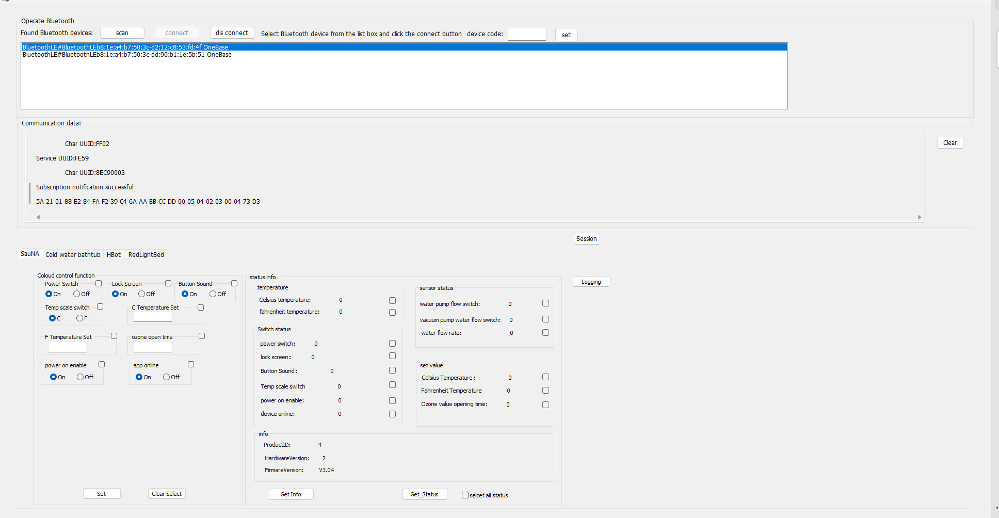 Operate Bluetooth
Found Bluetooth devices: scan connect dis connect Select Bluetooth device from the list box and click the connect button device code: set
BluetoothLE#BluetoothLEb8:1e:a4:b7:50:3c-d2:12:c8:53:fd:4f OneBase
BluetoothLE#BluetoothLEb8:1e:a4:b7:50:3c-dd:90:b1:1e:5b:51 OneBase
Communication data:
Char UUID:FF02
Clear
Service UUID:FE59
Char UUID:8EC90003
Subscription notification successful
5A 21 01 88 E2 84 FA F2 39 C4 6A AA BB CC DD 00 05 04 02 03 00 04 73 D3
Session
SauNA Cold water bathtub HBot RedLightBed
Coloud control function
Power Switch Lock Screen Button Sound
On Off On Off On Off
Temp scale switch C Temperature Set
C F
F Temperature Set ozone open time
power on enable app online
On Off On Off
Set Clear Select
status info
temperature
Celsius temperature: 0
fahrenheit temperature: 0
Switch status
power switch: 0
lock screen: 0
Button Sound: 0
Temp scale switch 0
power on enable: 0
device online: 0
sensor status
water pump flow switch: 0
vacuum pump water flow switch: 0
water flow rate: 0
set value
Celsius Temperature: 0
Fahrenheit Temperature 0
Ozone value opening time: 0
info
ProductID: 4
HardwareVersion: 2
FirmareVersion: V3.04
Get Info Get_Status selcet all status
Logging